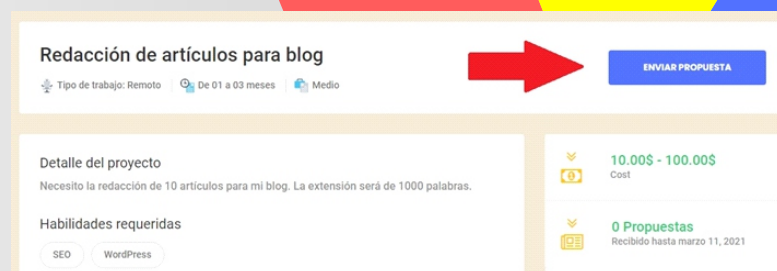 Redacción de artículos para blog
ENVIAR PROPUESTA
Tipo de trabajo: Remoto De 01 a 03 meses Medio
Detalle del proyecto
Necesito la redacción de 10 artículos para mi blog. La extensión será de 1000 palabras.
Habilidades requeridas
SEO WordPress
10.00$ - 100.00$
Cost
0 Propuestas
Recibido hasta marzo 11, 2021